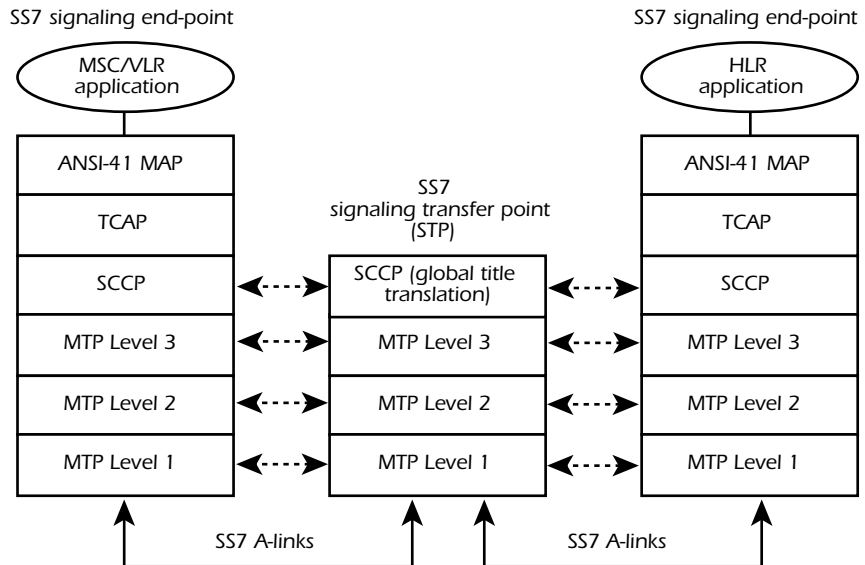 SS7 signaling end-point
MSC/VLR
application
ANSI-41 MAP
TCAP
SCCP
MTP Level 3
MTP Level 2
MTP Level 1
SS7
signaling transfer point
(STP)
SCCP (global title
translation)
MTP Level 3
MTP Level 2
MTP Level 1
SS7 signaling end-point
HLR
application
ANSI-41 MAP
TCAP
SCCP
MTP Level 3
MTP Level 2
MTP Level 1
SS7 A-links
SS7 A-links